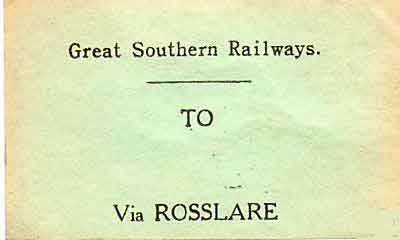 Great Southern Railways.
TO
Via ROSSLARE